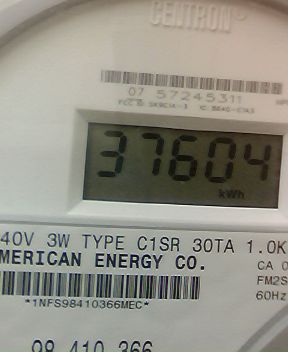 CENTRON®
07 57245311
37604
kWh
40V 3W TYPE C1SR 30TA 1.0K
MERICAN ENERGY CO.
CA 0
FM2S
*1NFS98410366MEC*
60Hz
98 410 366